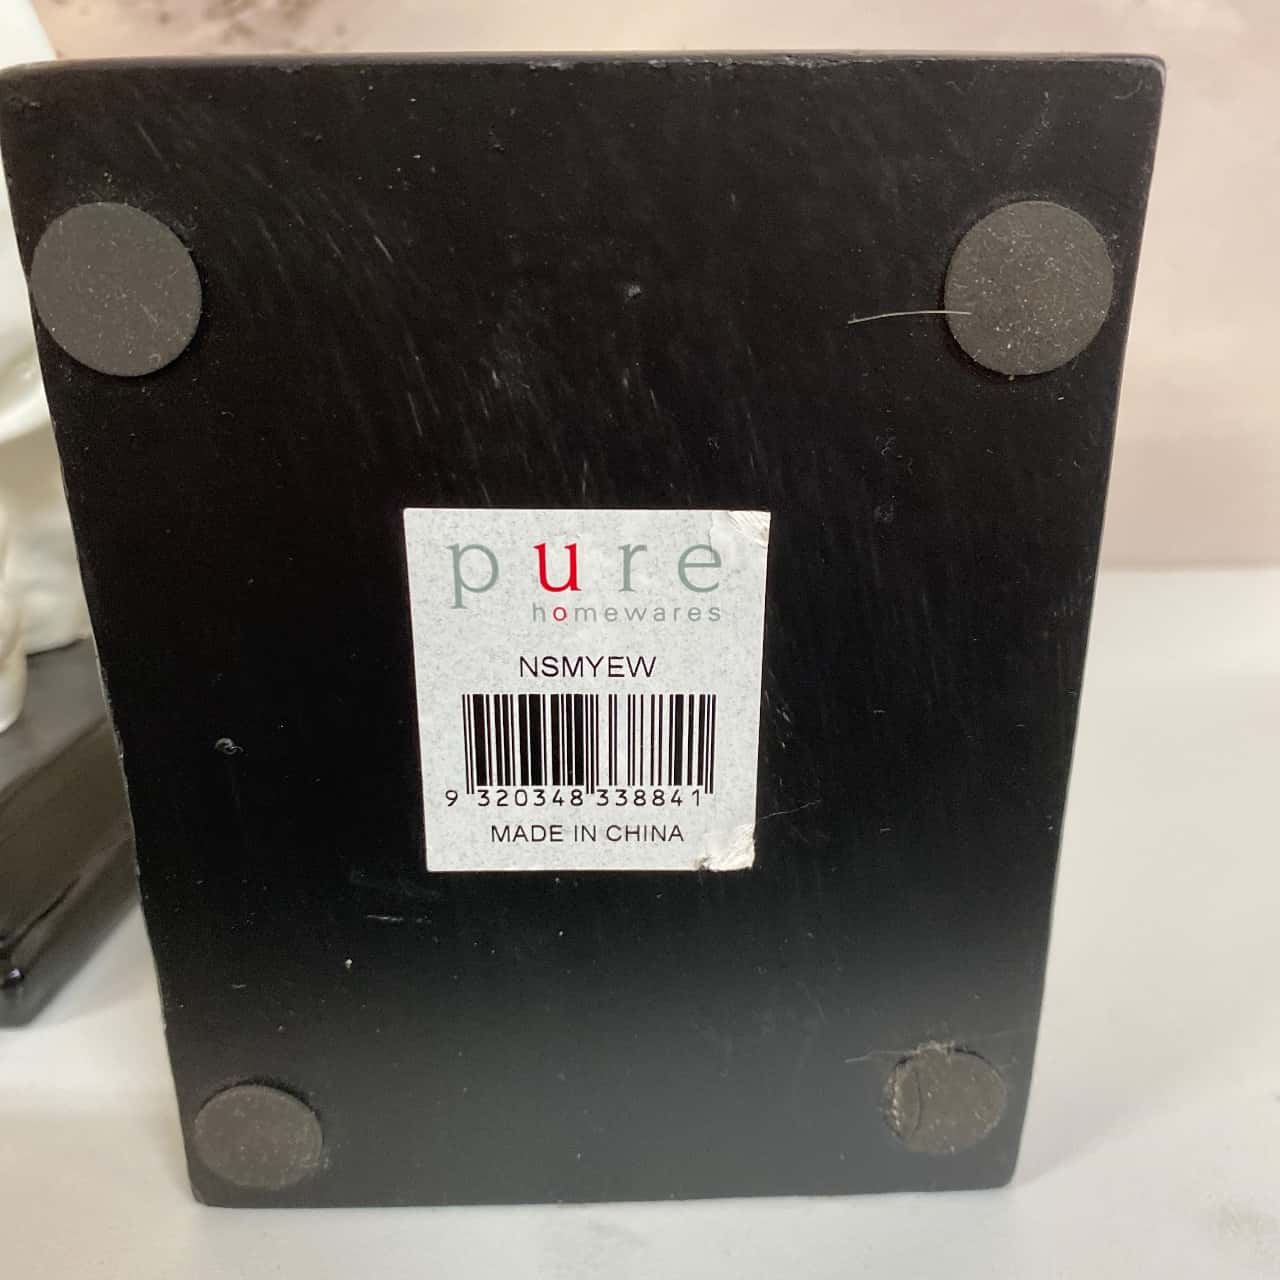 pure
homewares
NSMYEW
9 320348 338841
MADE IN CHINA